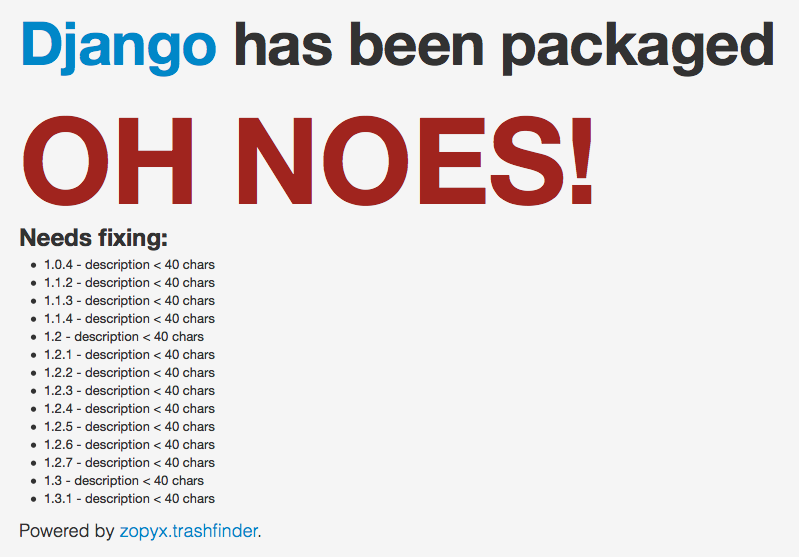 Django has been packaged
OH NOES!
Needs fixing:
• 1.0.4 - description < 40 chars
• 1.1.2 - description < 40 chars
• 1.1.3 - description < 40 chars
• 1.1.4 - description < 40 chars
• 1.2 - description < 40 chars
• 1.2.1 - description < 40 chars
• 1.2.2 - description < 40 chars
• 1.2.3 - description < 40 chars
• 1.2.4 - description < 40 chars
• 1.2.5 - description < 40 chars
• 1.2.6 - description < 40 chars
• 1.2.7 - description < 40 chars
• 1.3 - description < 40 chars
• 1.3.1 - description < 40 chars
Powered by zopyx.trashfinder.